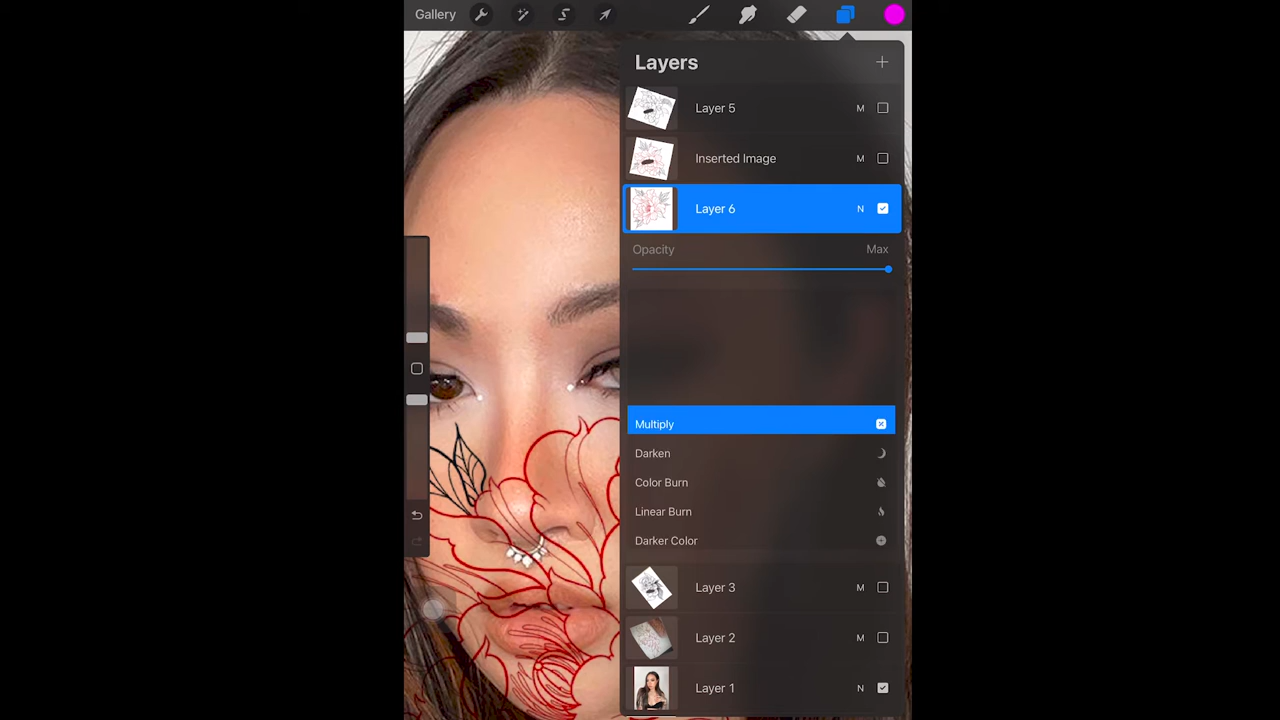 Gallery
Layers
Layer 5 M
Inserted Image M
Layer 6 N
Opacity Max
Multiply
Darken
Color Burn
Linear Burn
Darker Color
Layer 3 M
Layer 2 M
Layer 1 N